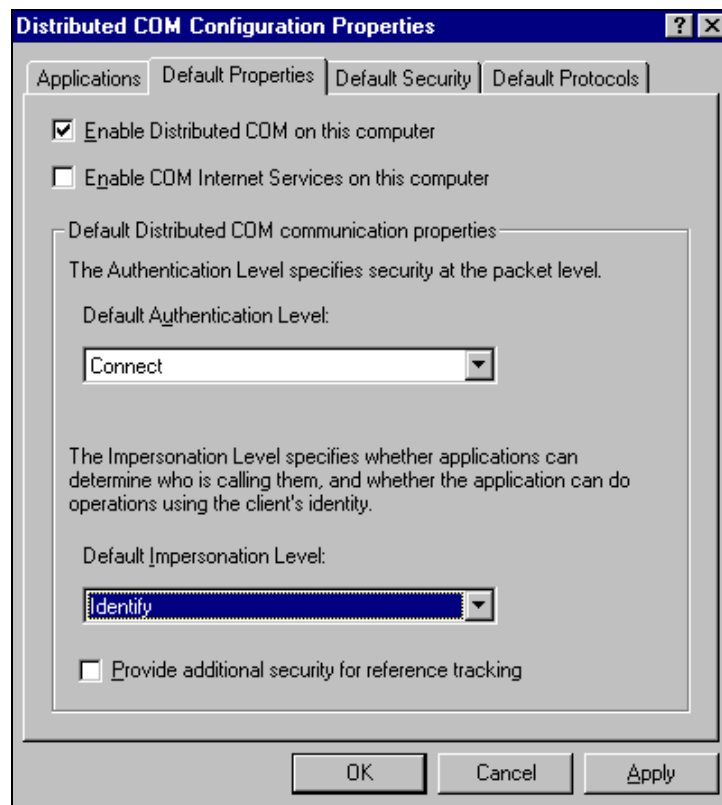 Distributed COM Configuration Properties
Applications Default Properties Default Security Default Protocols
Enable Distributed COM on this computer
Enable COM Internet Services on this computer
Default Distributed COM communication properties
The Authentication Level specifies security at the packet level.
Default Authentication Level:
Connect
The Impersonation Level specifies whether applications can
determine who is calling them, and whether the application can do
operations using the client's identity.
Default Impersonation Level:
Identify
Provide additional security for reference tracking
OK Cancel Apply